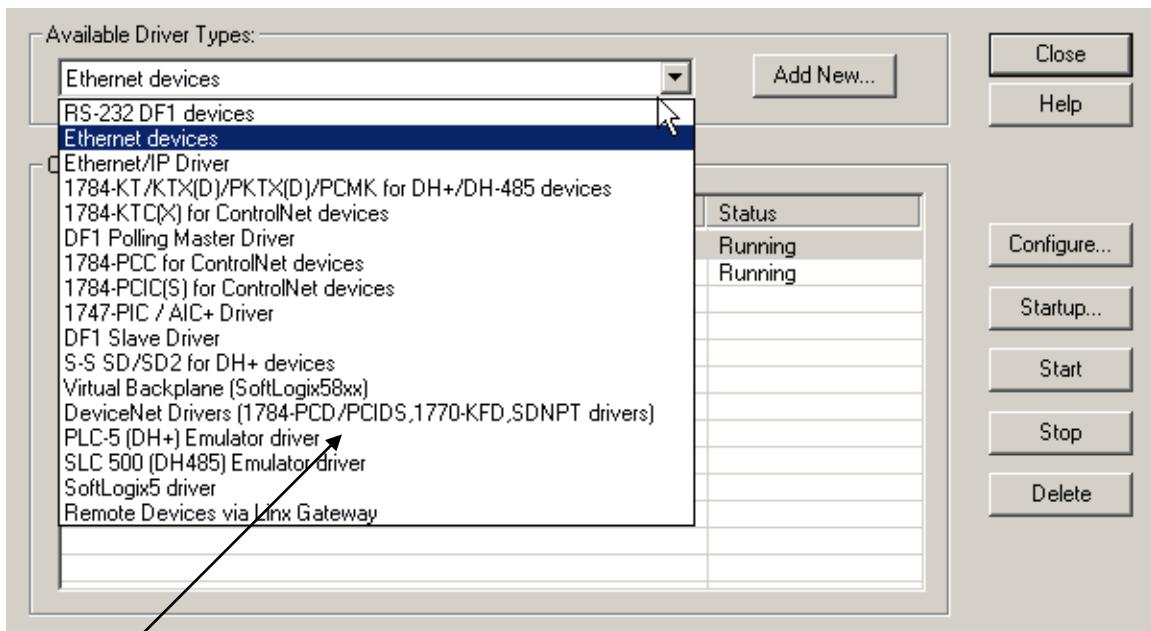 Available Driver Types:
Ethernet devices
Add New...
Close
Help
RS-232 DF1 devices
Ethernet devices
Ethernet/IP Driver
1784-KT/KTX(D)/PKTX(D)/PCMK for DH+/DH-485 devices
1784-KTC(X) for ControlNet devices
DF1 Polling Master Driver
1784-PCC for ControlNet devices
1784-PCIC(S) for ControlNet devices
1747-PIC / AIC+ Driver
DF1 Slave Driver
S-S SD/SD2 for DH+ devices
Virtual Backplane (SoftLogix58xx)
DeviceNet Drivers (1784-PCD/PCIDS,1770-KFD,SDNPT drivers)
PLC-5 (DH+) Emulator driver
SLC 500 (DH485) Emulator driver
SoftLogix5 driver
Remote Devices via Linx Gateway
Status
Running
Running
Configure...
Startup...
Start
Stop
Delete